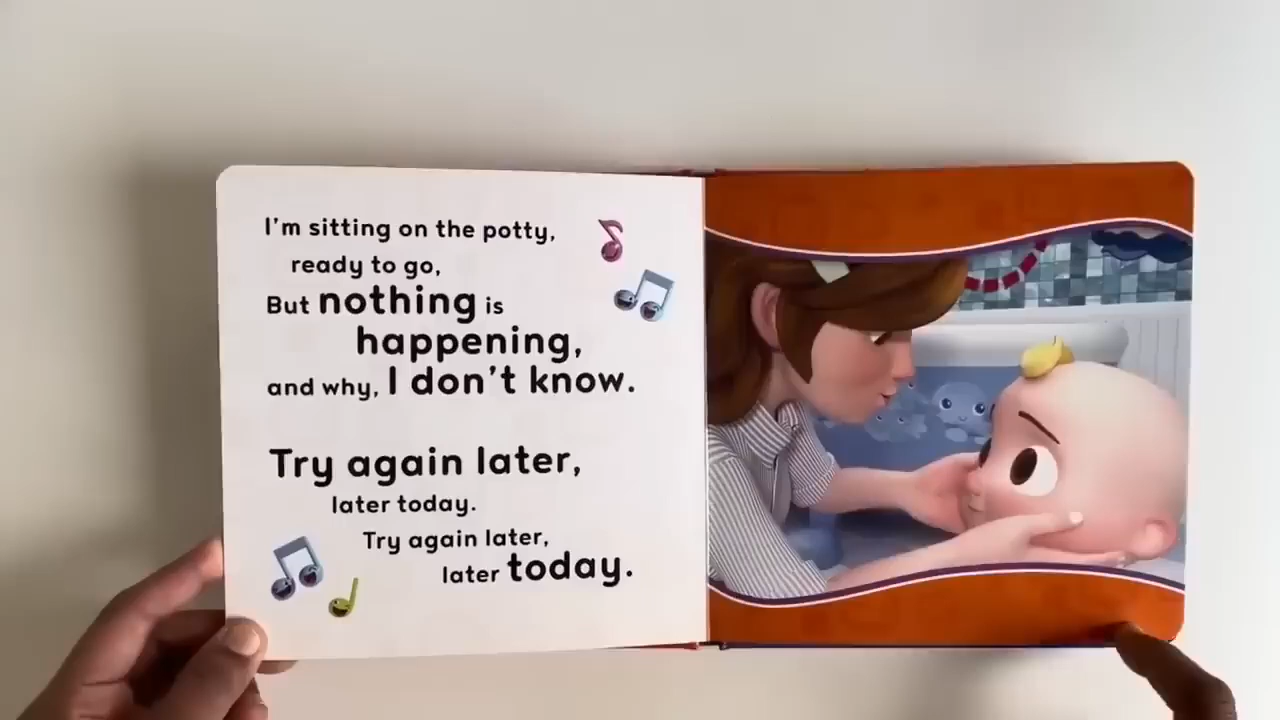 I'm sitting on the potty,
ready to go,
But nothing is
happening,
and why, I don't know.
Try again later,
later today.
Try again later,
later today.